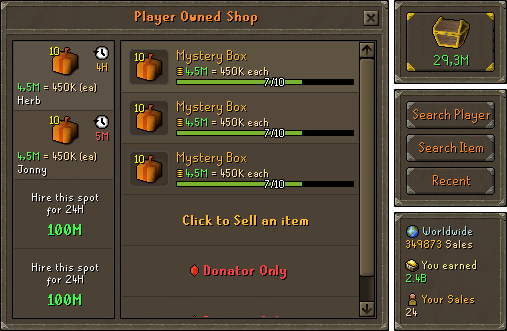 Player Owned Shop
10
4H
4,5M = 450K (ea)
Herb
10
5M
4,5M = 450K (ea)
Jonny
Hire this spot
for 24H
100M
Hire this spot
for 24H
100M
10
Mystery Box
4,5M = 450K each
7/10
10
Mystery Box
4,5M = 450K each
7/10
10
Mystery Box
4,5M = 450K each
7/10
Click to Sell an item
Donator Only
29,3M
Search Player
Search Item
Recent
Worldwide
349873 Sales
You earned
2.4B
Your Sales
24